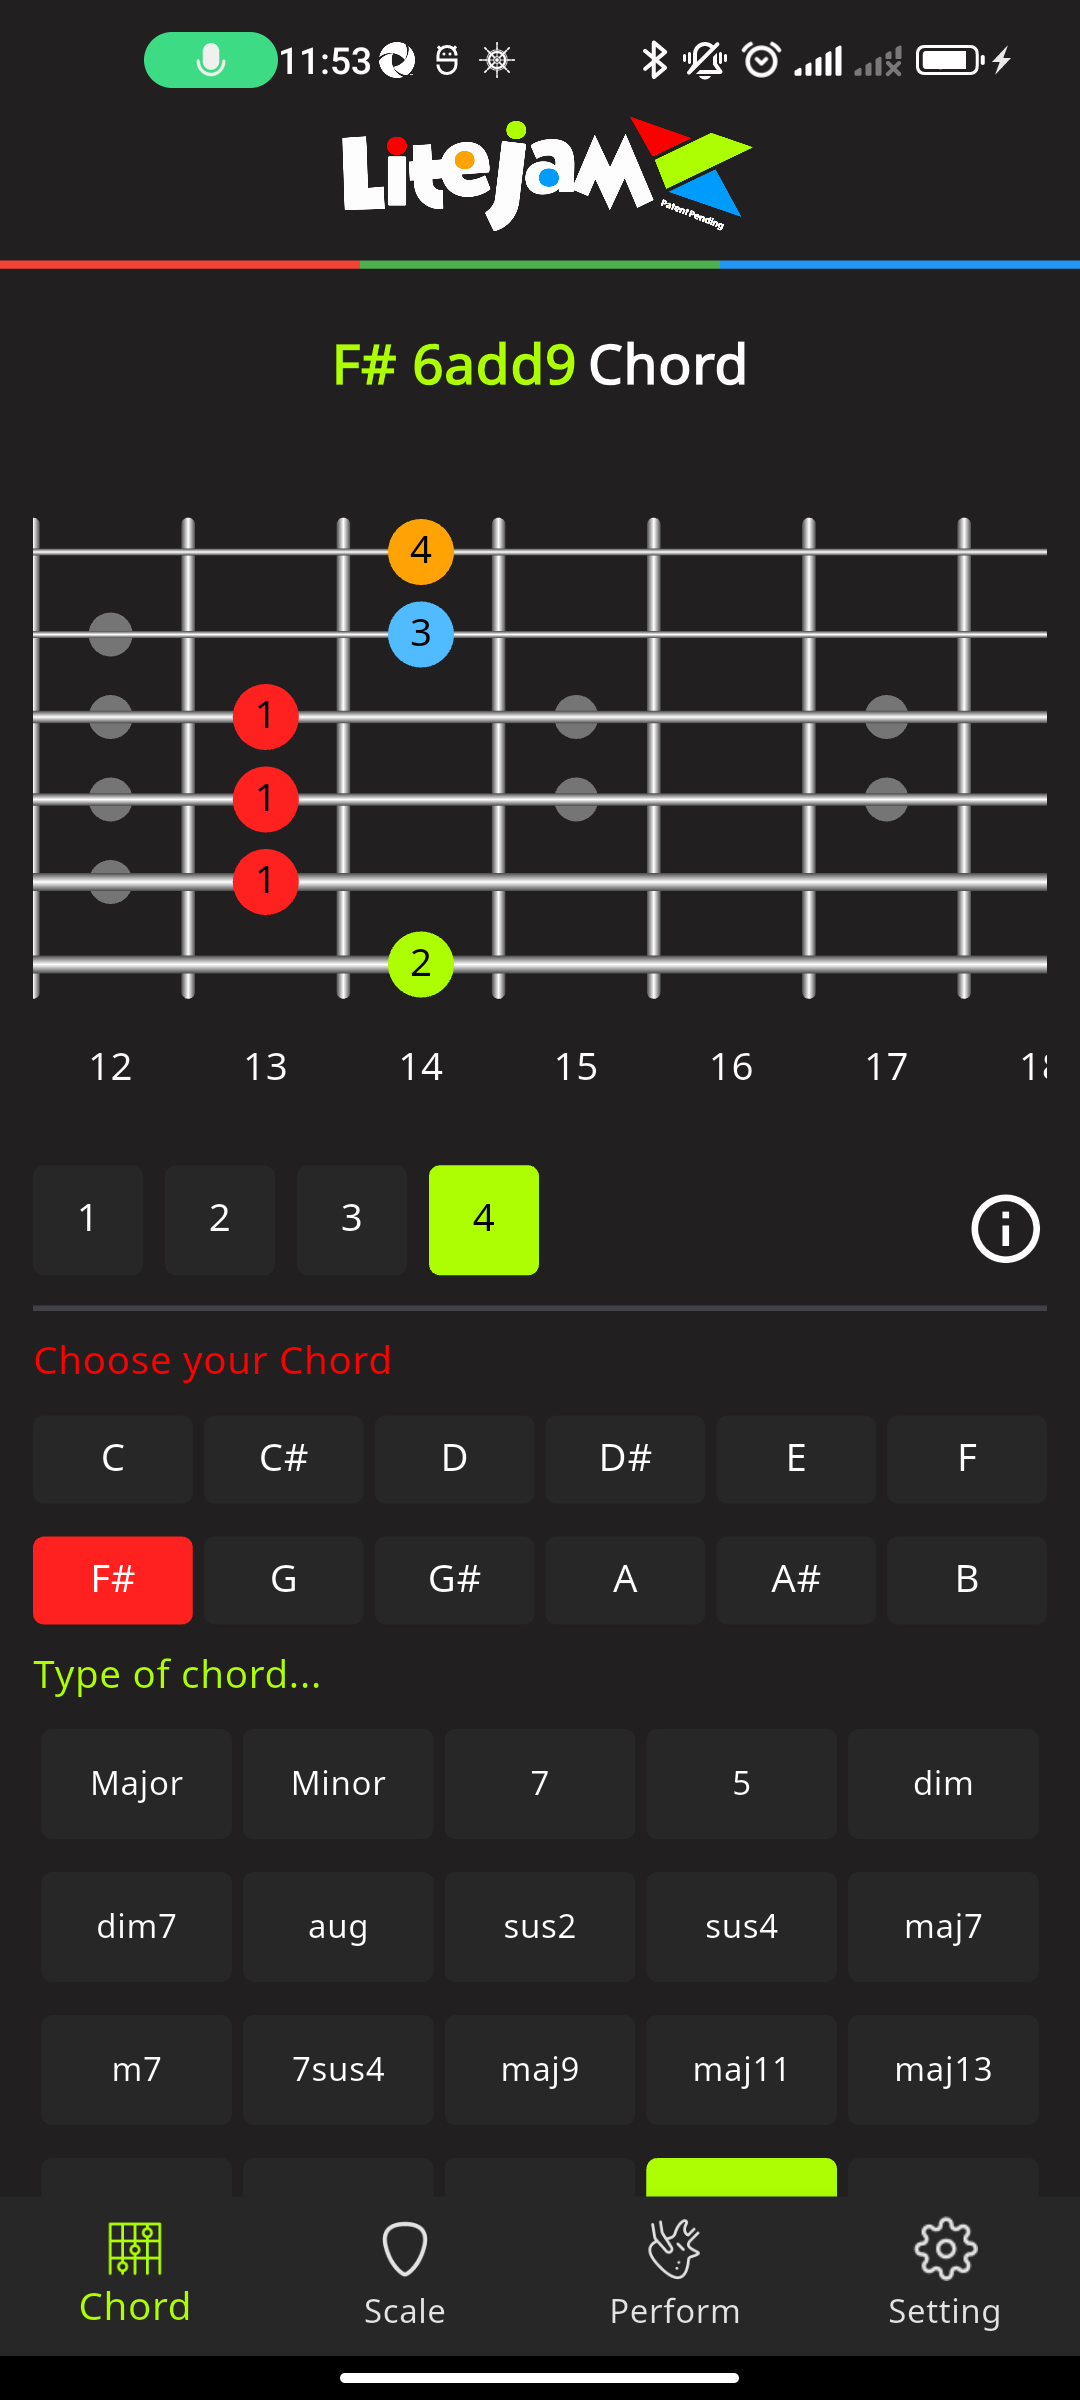 11:53
Litejam
Patent Pending
F# 6add9 Chord
4
3
1
1
1
2
12 13 14 15 16 17
1 2 3 4
Choose your Chord
C C# D D# E F
F# G G# A A# B
Type of chord...
Major Minor 7 5 dim
dim7 aug sus2 sus4 maj7
m7 7sus4 maj9 maj11 maj13
Chord Scale Perform Setting